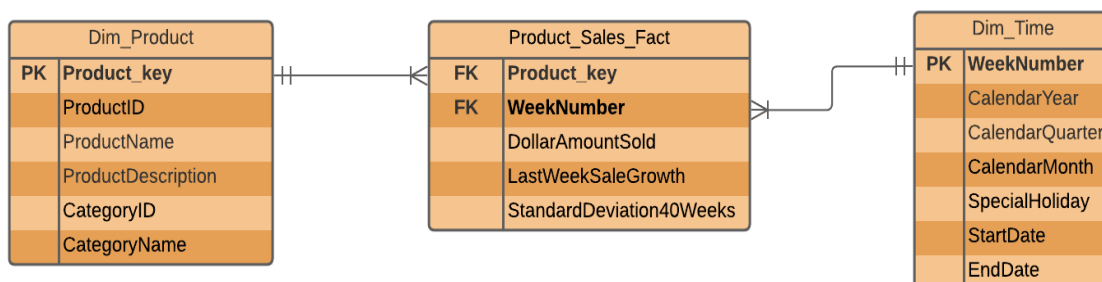 Dim_Product
PK Product_key
ProductID
ProductName
ProductDescription
CategoryID
CategoryName
Product_Sales_Fact
FK Product_key
FK WeekNumber
DollarAmountSold
LastWeekSaleGrowth
StandardDeviation40Weeks
Dim_Time
PK WeekNumber
CalendarYear
CalendarQuarter
CalendarMonth
SpecialHoliday
StartDate
EndDate